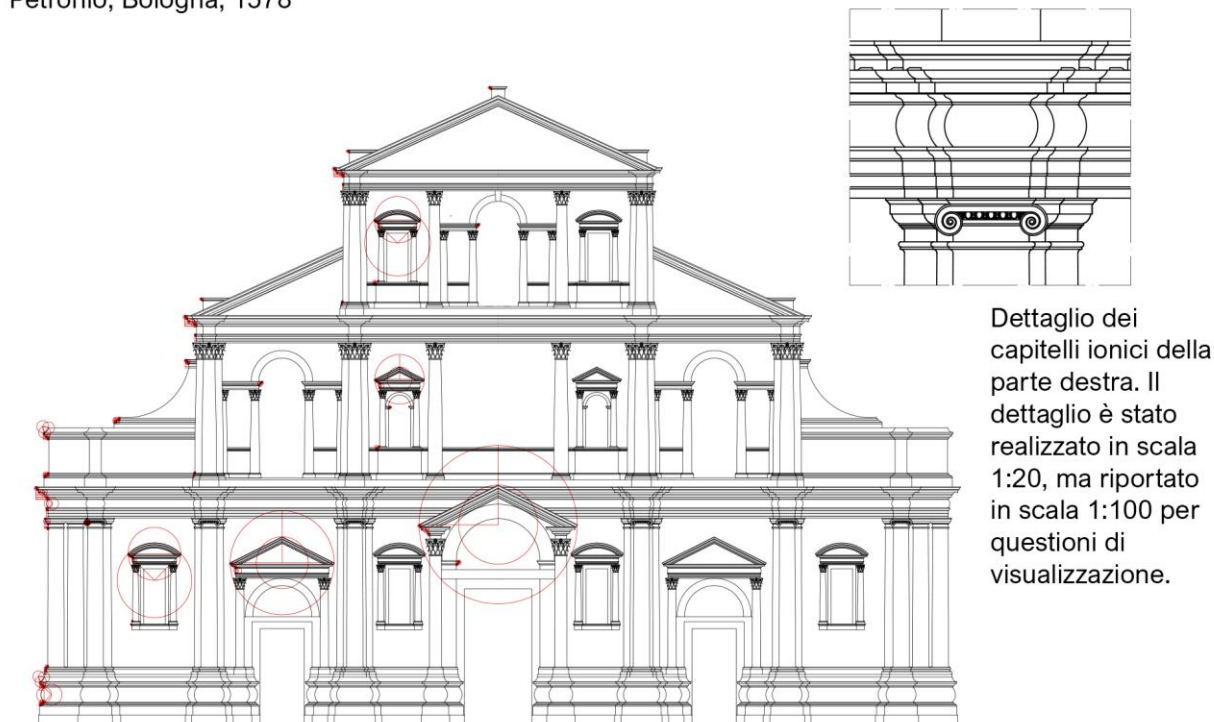 Petronio, Bologna, 1578
Dettaglio dei
capitelli ionici della
parte destra. Il
dettaglio è stato
realizzato in scala
1:20, ma riportato
in scala 1:100 per
questioni di
visualizzazione.